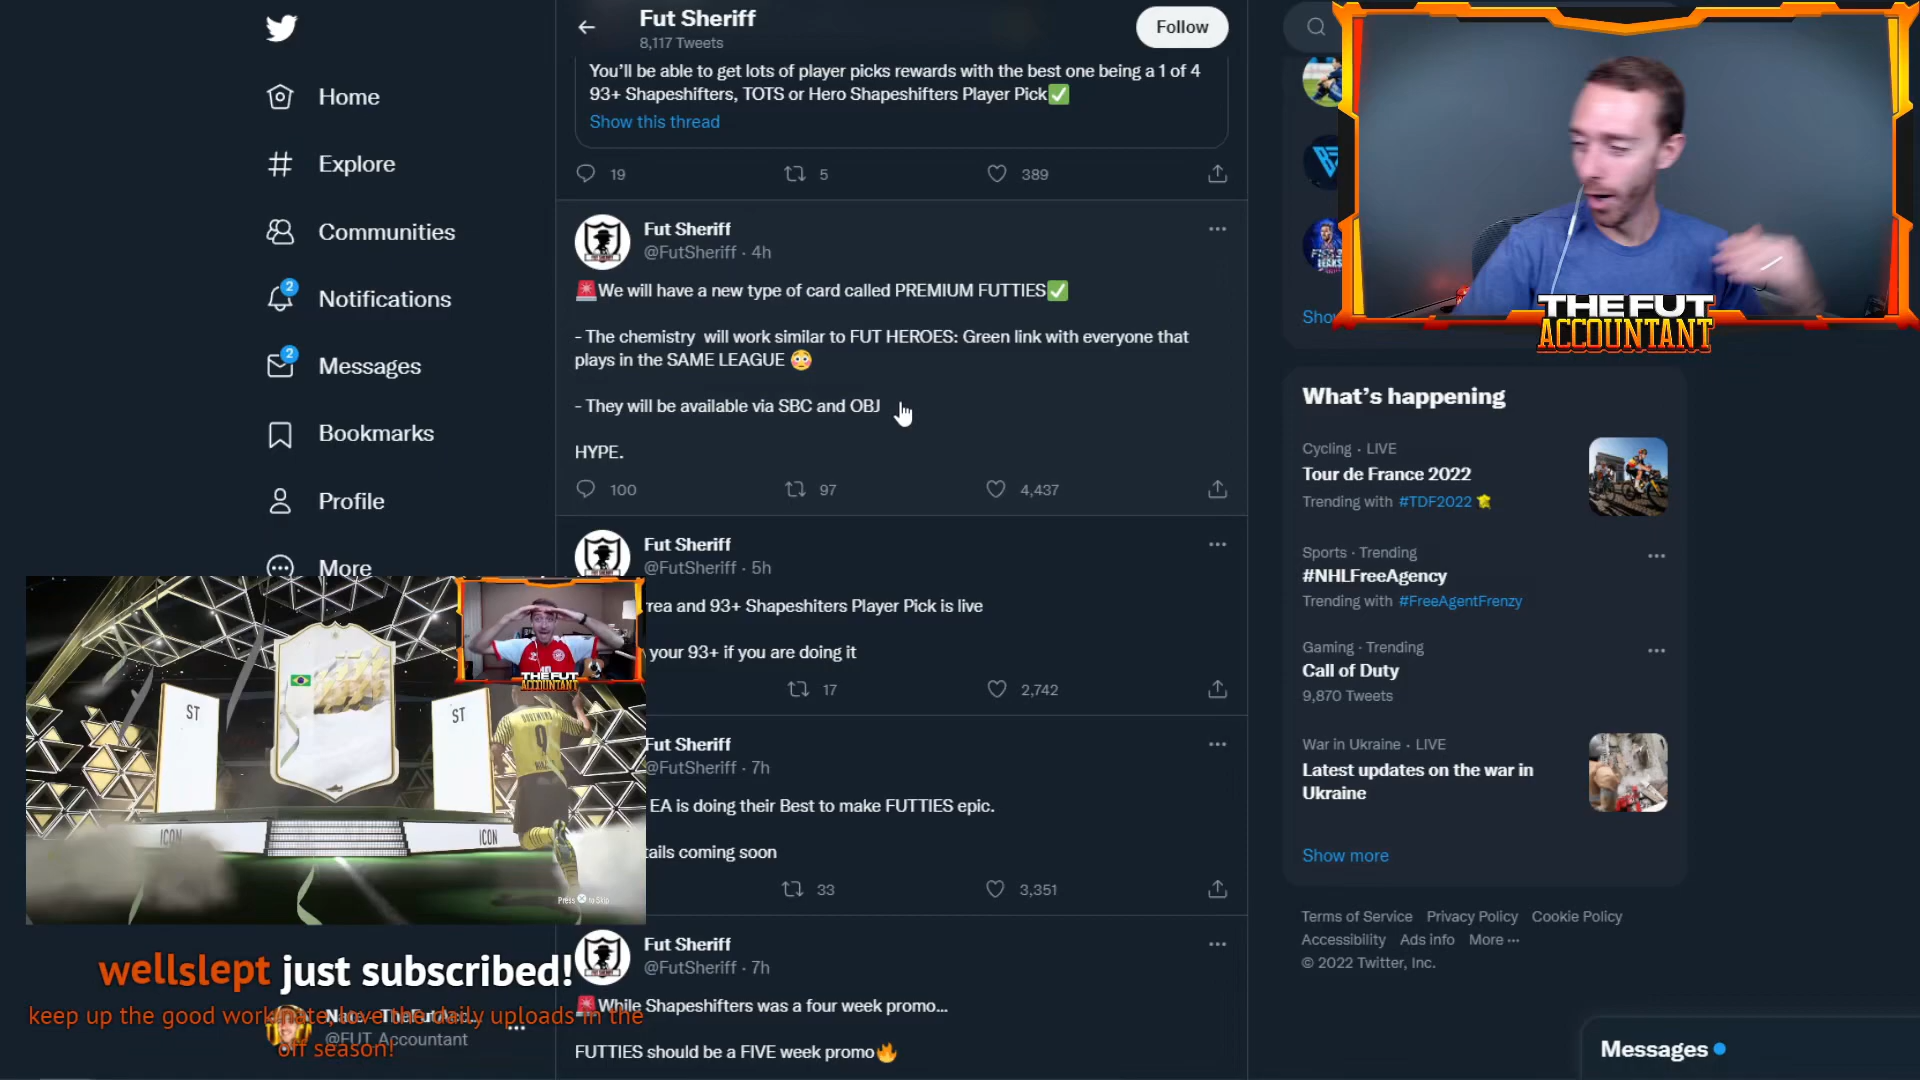 Fut Sheriff
8,117 Tweets
Follow
You'll be able to get lots of player picks rewards with the best one being a 1 of 4
93+ Shapeshifters, TOTS or Hero Shapeshifters Player Pick✅
Show this thread
19 5 389
Home
Explore
Communities
2
Notifications
2
Messages
Bookmarks
Profile
More
Fut Sheriff
@FutSheriff · 4h
🚨We will have a new type of card called PREMIUM FUTTIES✅
- The chemistry will work similar to FUT HEROES: Green link with everyone that
plays in the SAME LEAGUE 😳
- They will be available via SBC and OBJ
HYPE.
100 97 4,437
Fut Sheriff
@FutSheriff · 5h
rea and 93+ Shapeshiters Player Pick is live
your 93+ if you are doing it
17 2,742
Fut Sheriff
@FutSheriff · 7h
EA is doing their Best to make FUTTIES epic.
tails coming soon
33 3,351
Fut Sheriff
@FutSheriff · 7h
🚨While Shapeshifters was a four week promo...
FUTTIES should be a FIVE week promo🔥
THE FUT
ACCOUNTANT
Sho
What's happening
Cycling · LIVE
Tour de France 2022
Trending with #TDF2022
Sports · Trending
#NHLFreeAgency
Trending with #FreeAgentFrenzy
Gaming · Trending
Call of Duty
9,870 Tweets
War in Ukraine · LIVE
Latest updates on the war in
Ukraine
Show more
Terms of Service Privacy Policy Cookie Policy
Accessibility Ads info More ···
© 2022 Twitter, Inc.
Messages
THE FUT
ACCOUNTANT
ST ST
DORTMUND
9
ICON ICON
Press to Skip
wellslept just subscribed!
keep up the good work mate, love the daily uploads in the
off season!
@FUT_Accountant